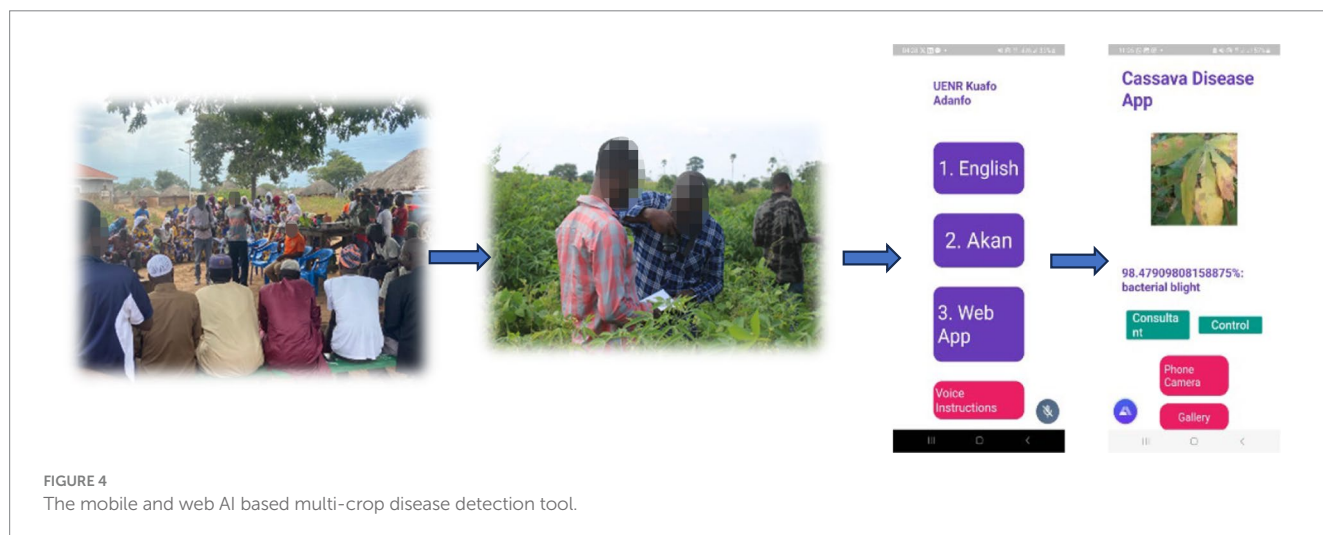 UENR Kuafo
Adanfo
1. English
2. Akan
3. Web
App
Voice
Instructions
Cassava Disease
App
98.47909808158875%:
bacterial blight
Consulta
nt
Control
Phone
Camera
Gallery
FIGURE 4
The mobile and web AI based multi-crop disease detection tool.